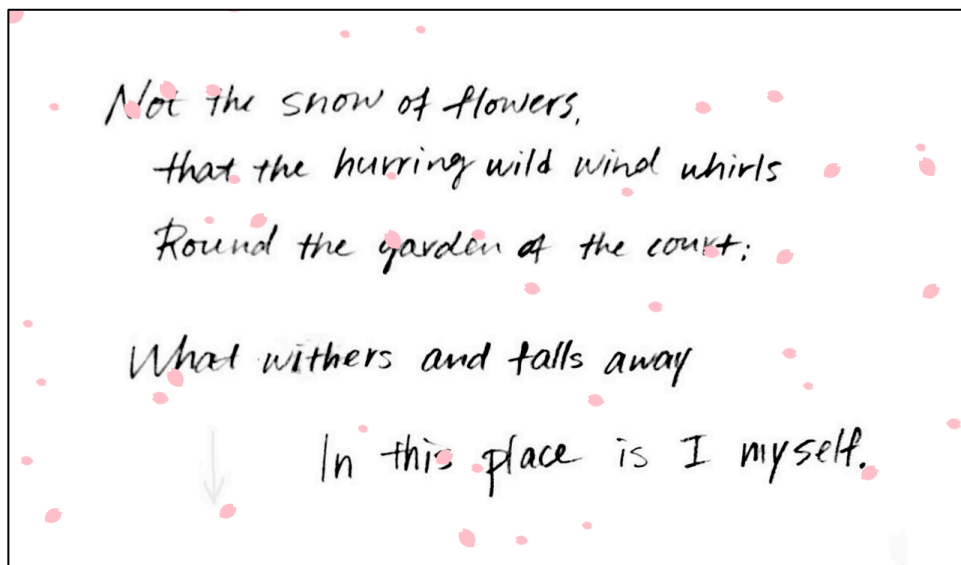 Not the snow of flowers,
that the hurring wild wind whirls
Round the garden of the court:
What withers and falls away
In this place is I myself.